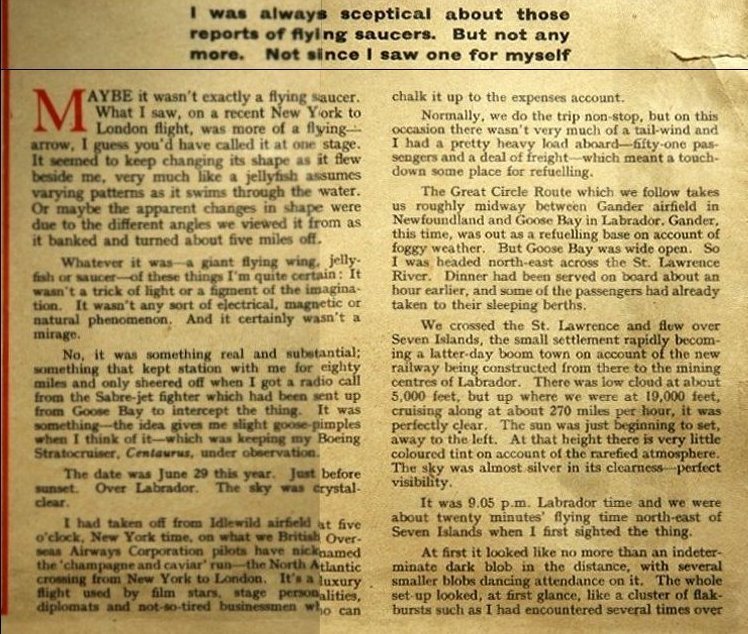 I was always sceptical about those
reports of flying saucers. But not any
more. Not since I saw one for myself
MAYBE it wasn't exactly a flying saucer.
What I saw, on a recent New York to
London flight, was more of a flying—
arrow, I guess you'd have called it at one stage.
It seemed to keep changing its shape as it flew
beside me, very much like a jellyfish assumes
varying patterns as it swims through the water.
Or maybe the apparent changes in shape were
due to the different angles we viewed it from as
it banked and turned about five miles off.
Whatever it was—a giant flying wing, jelly-
fish or saucer—of these things I'm quite certain: It
wasn't a trick of light or a figment of the imagina-
tion. It wasn't any sort of electrical, magnetic or
natural phenomenon. And it certainly wasn't a
mirage.
No, it was something real and substantial;
something that kept station with me for eighty
miles and only sheered off when I got a radio call
from the Sabre-jet fighter which had been sent up
from Goose Bay to intercept the thing. It was
something—the idea gives me slight goose-pimples
when I think of it—which was keeping my Boeing
Stratocruiser, Centaurus, under observation.
The date was June 29 this year. Just before
sunset. Over Labrador. The sky was crystal-
clear.
I had taken off from Idlewild airfield at five
o'clock, New York time, on what we British Over-
seas Airways Corporation pilots have nicknamed
the 'champagne and caviar' run—the North Atlantic
crossing from New York to London. It's a luxury
flight used by film stars, stage personalities,
diplomats and not-so-tired businessmen who can
chalk it up to the expenses account.
Normally, we do the trip non-stop, but on this
occasion there wasn't very much of a tail-wind and
I had a pretty heavy load aboard—fifty-one pas-
sengers and a deal of freight—which meant a touch-
down some place for refuelling.
The Great Circle Route which we follow takes
us roughly midway between Gander airfield in
Newfoundland and Goose Bay in Labrador. Gander,
this time, was out as a refuelling base on account of
foggy weather. But Goose Bay was wide open. So
I was headed north-east across the St. Lawrence
River. Dinner had been served on board about an
hour earlier, and some of the passengers had already
taken to their sleeping berths.
We crossed the St. Lawrence and flew over
Seven Islands, the small settlement rapidly becom-
ing a latter-day boom town on account of the new
railway being constructed from there to the mining
centres of Labrador. There was low cloud at about
5,000 feet, but up where we were at 19,000 feet,
cruising along at about 270 miles per hour, it was
perfectly clear. The sun was just beginning to set,
away to the left. At that height there is very little
coloured tint on account of the rarefied atmosphere.
The sky was almost silver in its clearness—perfect
visibility.
It was 9.05 p.m. Labrador time and we were
about twenty minutes' flying time north-east of
Seven Islands when I first sighted the thing.
At first it looked like no more than an indeter-
minate dark blob in the distance, with several
smaller blobs dancing attendance on it. The whole
set-up looked, at first glance, like a cluster of flak-
bursts such as I had encountered several times over